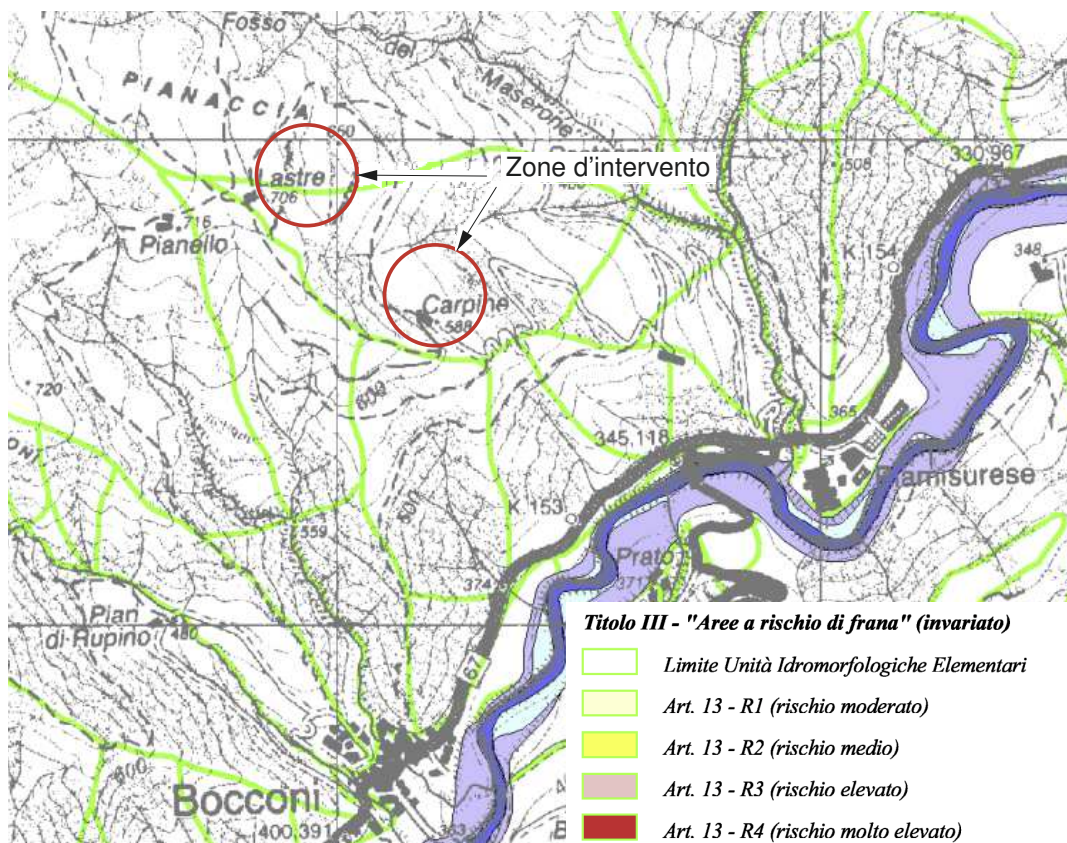 Fosso
del
Maserone
PIANACCIA
Zone d'intervento
508
330,967
Lastre
706
716
Pianello
K. 154
348
Carpine
588
720
600
365
345,118
K. 153
559
500
374
Prato
371
Pian
di Rupino
480
67
600
Bocconi
400,391
Titolo III - "Aree a rischio di frana" (invariato)
Limite Unità Idromorfologiche Elementari
Art. 13 - R1 (rischio moderato)
Art. 13 - R2 (rischio medio)
Art. 13 - R3 (rischio elevato)
Art. 13 - R4 (rischio molto elevato)